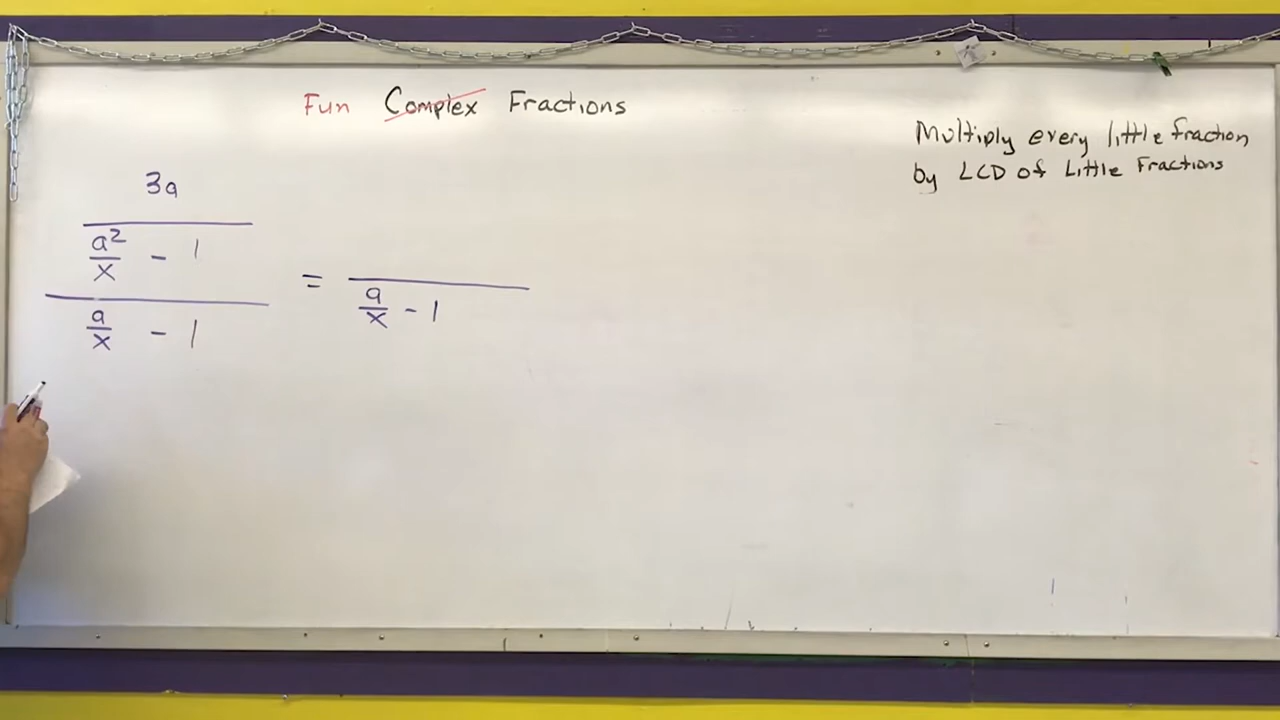 Fun Complex Fractions
Multiply every little fraction
by LCD of Little Fractions
3a
a²/x - 1
a/x - 1
= a/x - 1